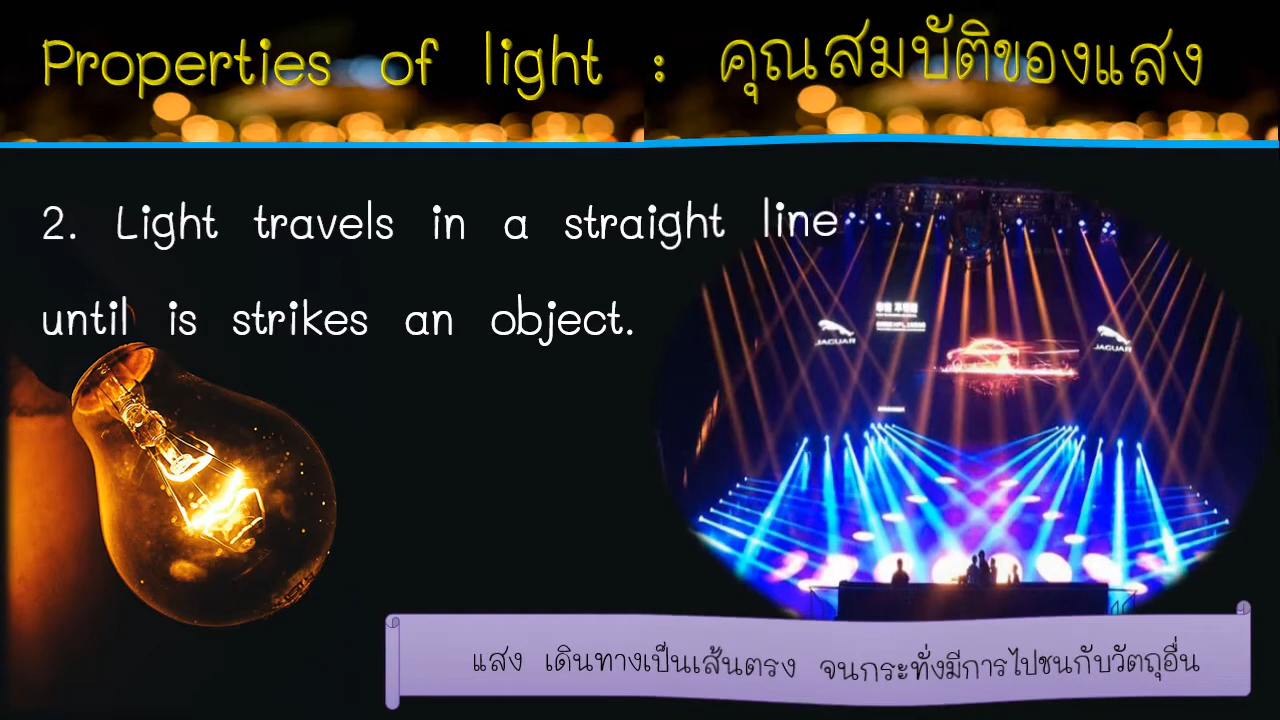 Properties of light : คุณสมบัติของแสง
2. Light travels in a straight line
until is strikes an object.
JAGUAR
JAGUAR
แสง เดินทางเป็นเส้นตรง จนกระทั่งมีการไปชนกับวัตถุอื่น